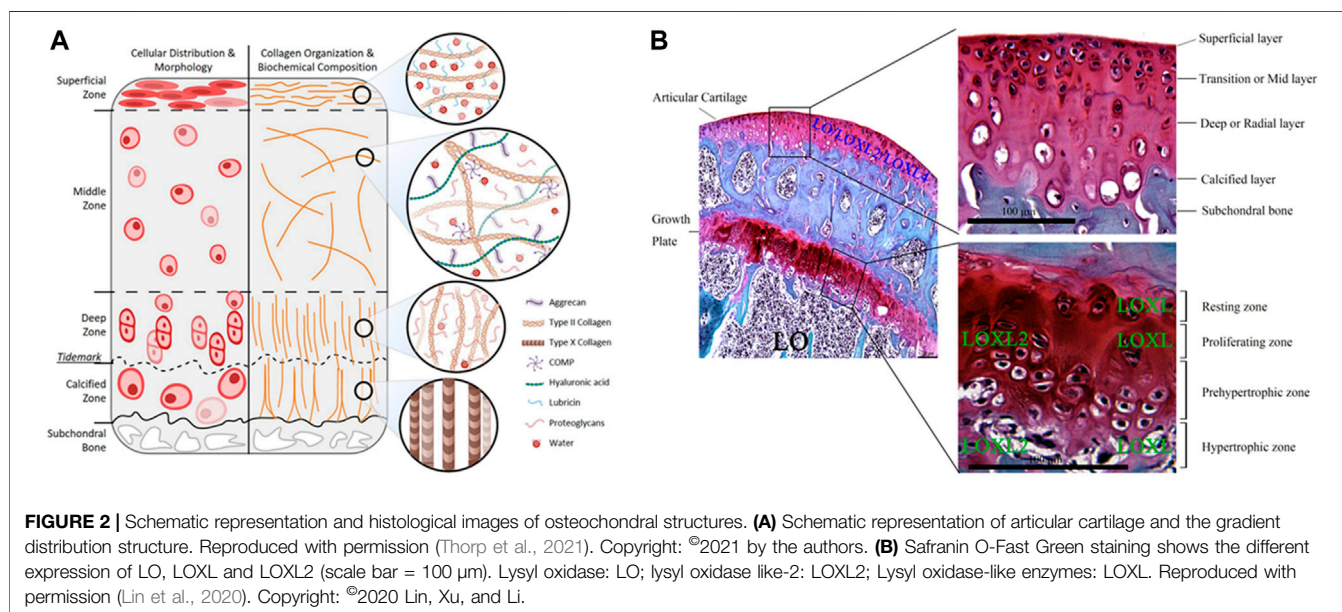 A
Cellular Distribution &
Morphology
Collagen Organization &
Biochemical Composition
Superficial
Zone
Middle
Zone
Deep
Zone
Tidemark
Calcified
Zone
Subchondral
Bone
Aggrecan
Type II Collagen
Type X Collagen
COMP
Hyaluronic acid
Lubricin
Proteoglycans
Water
B
Articular Cartilage
LO/LOXL2/LOXL4
Growth
Plate
LO
Superficial layer
Transition or Mid layer
Deep or Radial layer
Calcified layer
Subchondral bone
100 μm
LOXL
Resting zone
LOXL2
LOXL
Proliferating zone
Prehypertrophic zone
LOXL2
LOXL
Hypertrophic zone
100 μm
FIGURE 2 | Schematic representation and histological images of osteochondral structures. (A) Schematic representation of articular cartilage and the gradient
distribution structure. Reproduced with permission (Thorp et al., 2021). Copyright: ©2021 by the authors. (B) Safranin O-Fast Green staining shows the different
expression of LO, LOXL and LOXL2 (scale bar = 100 μm). Lysyl oxidase: LO; lysyl oxidase like-2: LOXL2; Lysyl oxidase-like enzymes: LOXL. Reproduced with
permission (Lin et al., 2020). Copyright: ©2020 Lin, Xu, and Li.